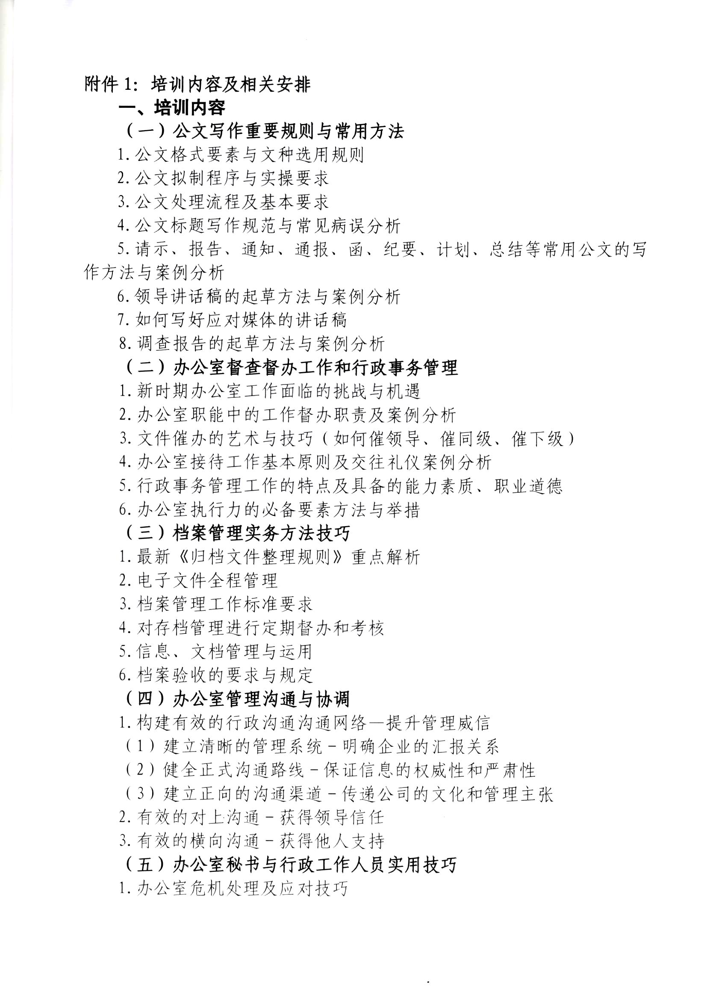 附件1：培训内容及相关安排
一、培训内容
（一）公文写作重要规则与常用方法
1.公文格式要素与文种选用规则
2.公文拟制程序与实操要求
3.公文处理流程及基本要求
4.公文标题写作规范与常见病误分析
5.请示、报告、通知、通报、函、纪要、计划、总结等常用公文的写
作方法与案例分析
6.领导讲话稿的起草方法与案例分析
7.如何写好应对媒体的讲话稿
8.调查报告的起草方法与案例分析
（二）办公室督查督办工作和行政事务管理
1.新时期办公室工作面临的挑战与机遇
2.办公室职能中的工作督办职责及案例分析
3.文件催办的艺术与技巧（如何催领导、催同级、催下级）
4.办公室接待工作基本原则及交往礼仪案例分析
5.行政事务管理工作的特点及具备的能力素质、职业道德
6.办公室执行力的必备要素方法与举措
（三）档案管理实务方法技巧
1.最新《归档文件整理规则》重点解析
2.电子文件全程管理
3.档案管理工作标准要求
4.对存档管理进行定期督办和考核
5.信息、文档管理与运用
6.档案验收的要求与规定
（四）办公室管理沟通与协调
1.构建有效的行政沟通沟通网络—提升管理威信
（1）建立清晰的管理系统－明确企业的汇报关系
（2）健全正式沟通路线－保证信息的权威性和严肃性
（3）建立正向的沟通渠道－传递公司的文化和管理主张
2.有效的对上沟通－获得领导信任
3.有效的横向沟通－获得他人支持
（五）办公室秘书与行政工作人员实用技巧
1.办公室危机处理及应对技巧